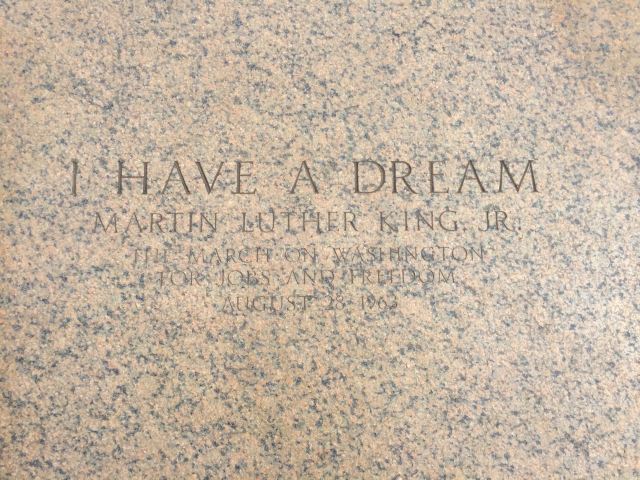 I HAVE A DREAM
MARTIN LUTHER KING, JR.
THE MARCH ON WASHINGTON
FOR JOBS AND FREEDOM
AUGUST 28, 1963